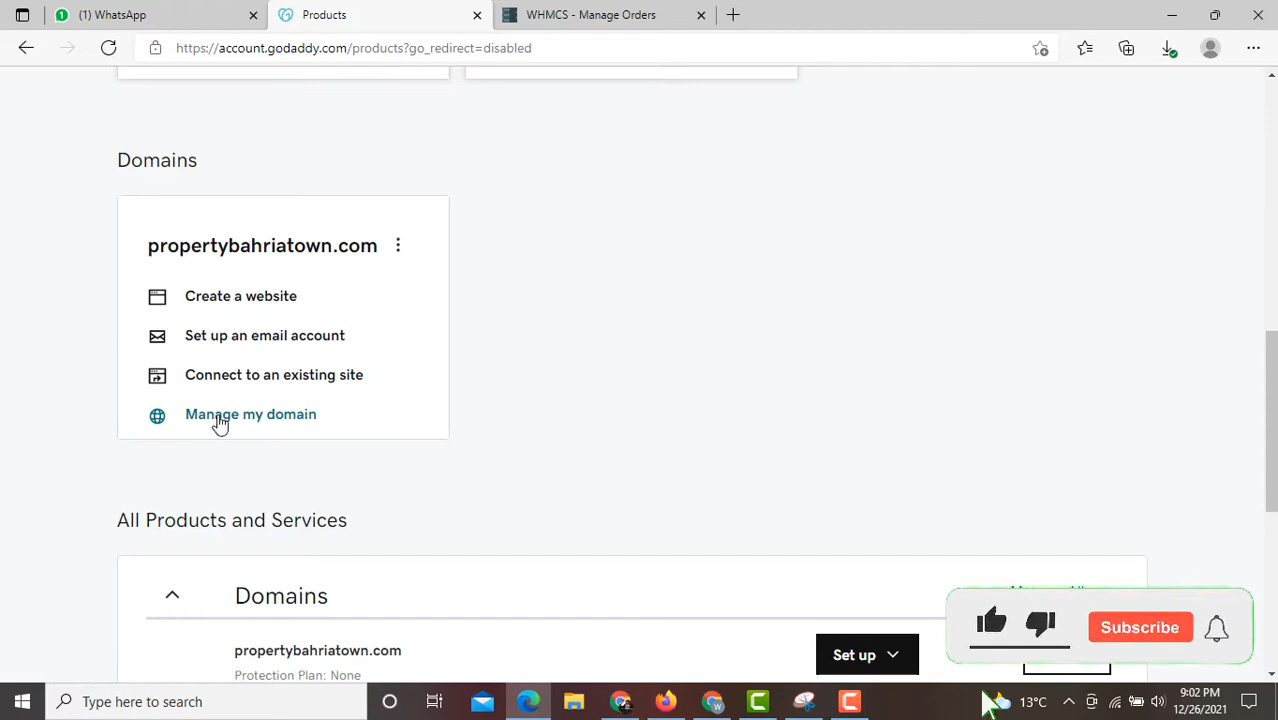 (1) WhatsApp
Products
WHMCS - Manage Orders
https://account.godaddy.com/products?go_redirect=disabled
Domains
propertybahriatown.com
Create a website
Set up an email account
Connect to an existing site
Manage my domain
All Products and Services
Domains
propertybahriatown.com
Set up
Protection Plan: None
Subscribe
Type here to search
13°C
9:02 PM
12/26/2021